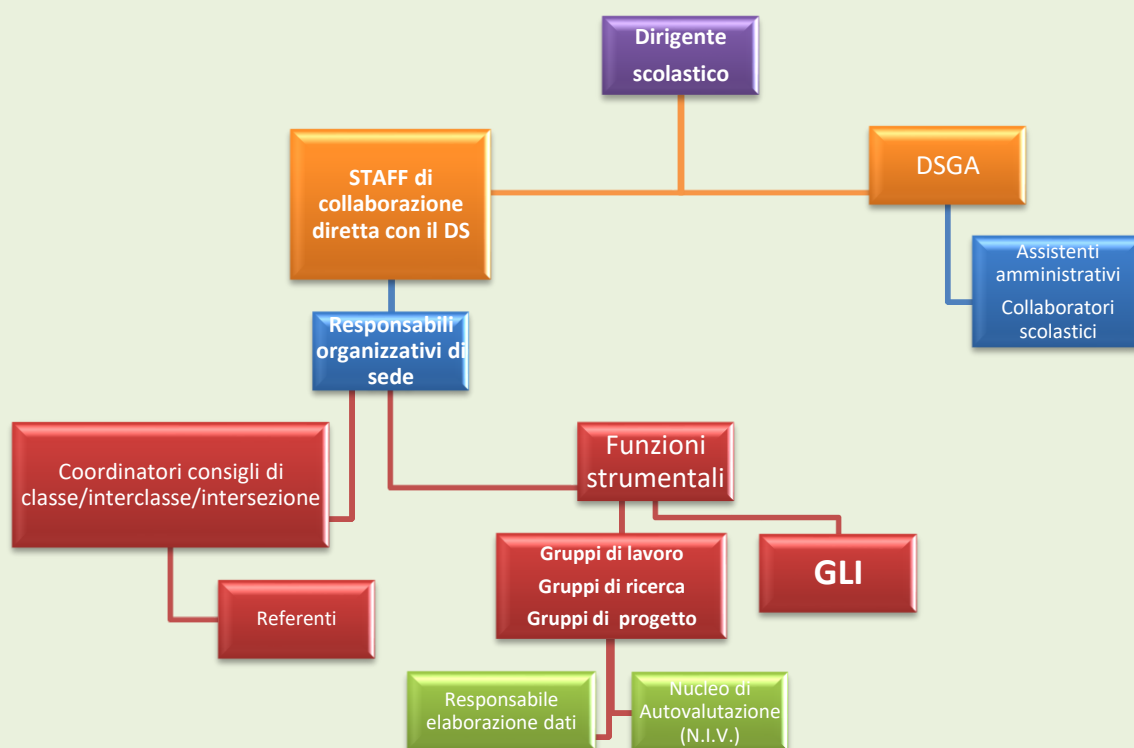 Dirigente
scolastico
STAFF di
collaborazione
diretta con il DS
DSGA
Assistenti
amministrativi
Collaboratori
scolastici
Responsabili
organizzativi di
sede
Coordinatori consigli di
classe/interclasse/intersezione
Funzioni
strumentali
Gruppi di lavoro
Gruppi di ricerca
Gruppi di progetto
GLI
Referenti
Responsabile
elaborazione dati
Nucleo di
Autovalutazione
(N.I.V.)